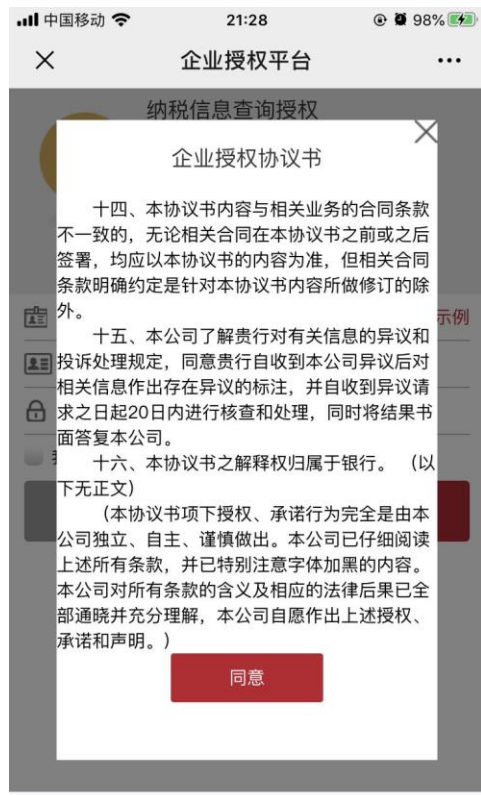 中国移动 21:28 98%
企业授权平台
纳税信息查询授权
企业授权协议书
十四、本协议书内容与相关业务的合同条款
不一致的，无论相关合同在本协议书之前或之后
签署，均应以本协议书的内容为准，但相关合同
条款明确约定是针对本协议书内容所做修订的除
外。
示例
十五、本公司了解贵行对有关信息的异议和
投诉处理规定，同意贵行自收到本公司异议后对
相关信息作出存在异议的标注，并自收到异议请
求之日起20日内进行核查和处理，同时将结果书
面答复本公司。
十六、本协议书之解释权归属于银行。（以
下无正文）
（本协议书项下授权、承诺行为完全是由本
公司独立、自主、谨慎做出。本公司已仔细阅读
上述所有条款，并已特别注意字体加黑的内容。
本公司对所有条款的含义及相应的法律后果已全
部通晓并充分理解，本公司自愿作出上述授权、
承诺和声明。）
同意